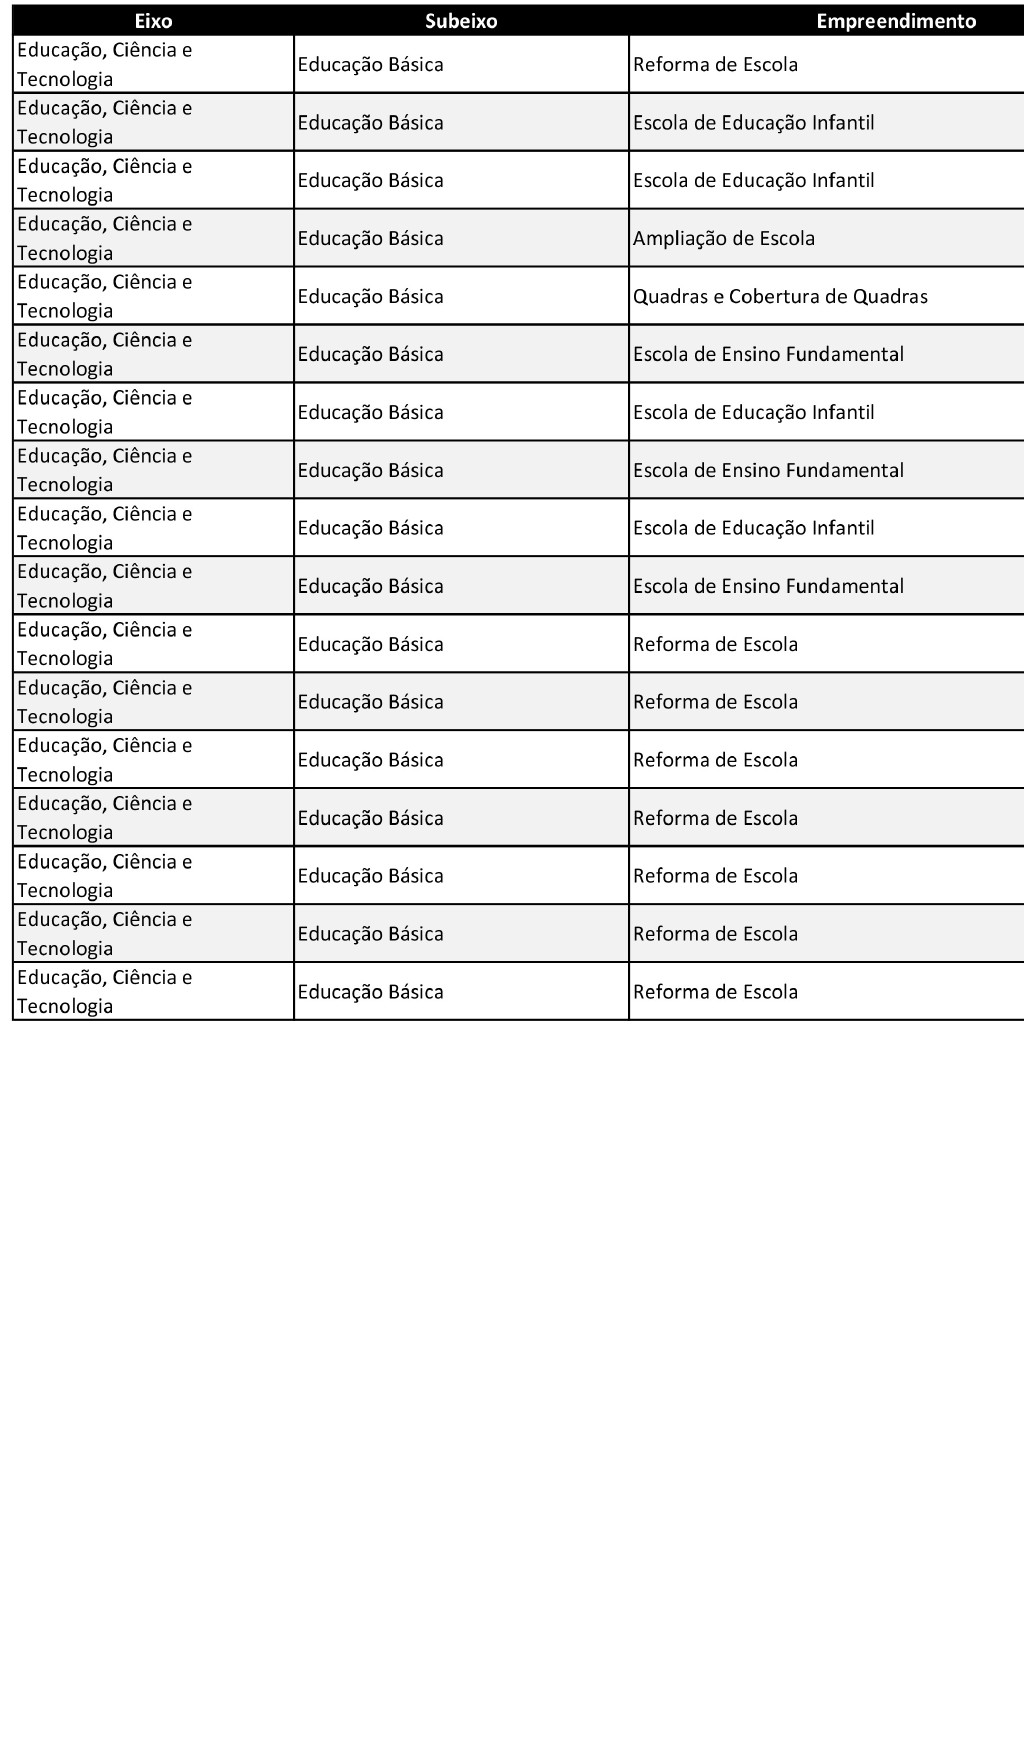 Eixo Subeixo Empreendimento
Educação, Ciência e
Tecnologia
Educação Básica
Reforma de Escola
Educação, Ciência e
Tecnologia
Educação Básica
Escola de Educação Infantil
Educação, Ciência e
Tecnologia
Educação Básica
Escola de Educação Infantil
Educação, Ciência e
Tecnologia
Educação Básica
Ampliação de Escola
Educação, Ciência e
Tecnologia
Educação Básica
Quadras e Cobertura de Quadras
Educação, Ciência e
Tecnologia
Educação Básica
Escola de Ensino Fundamental
Educação, Ciência e
Tecnologia
Educação Básica
Escola de Educação Infantil
Educação, Ciência e
Tecnologia
Educação Básica
Escola de Ensino Fundamental
Educação, Ciência e
Tecnologia
Educação Básica
Escola de Educação Infantil
Educação, Ciência e
Tecnologia
Educação Básica
Escola de Ensino Fundamental
Educação, Ciência e
Tecnologia
Educação Básica
Reforma de Escola
Educação, Ciência e
Tecnologia
Educação Básica
Reforma de Escola
Educação, Ciência e
Tecnologia
Educação Básica
Reforma de Escola
Educação, Ciência e
Tecnologia
Educação Básica
Reforma de Escola
Educação, Ciência e
Tecnologia
Educação Básica
Reforma de Escola
Educação, Ciência e
Tecnologia
Educação Básica
Reforma de Escola
Educação, Ciência e
Tecnologia
Educação Básica
Reforma de Escola